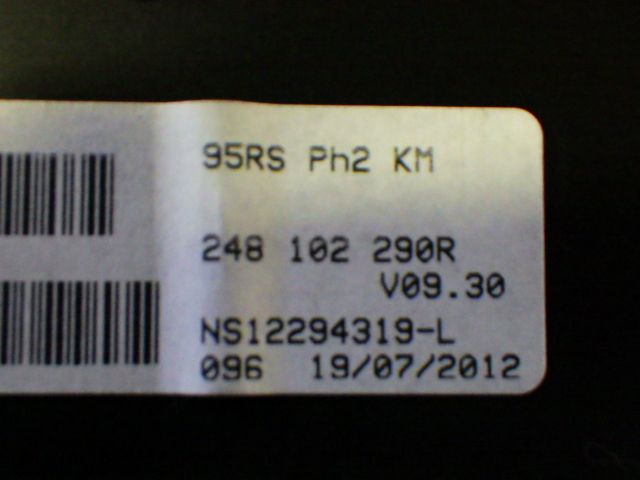 95RS Ph2 KM
248 102 290R
V09.30
NS12294319-L
096 19/07/2012